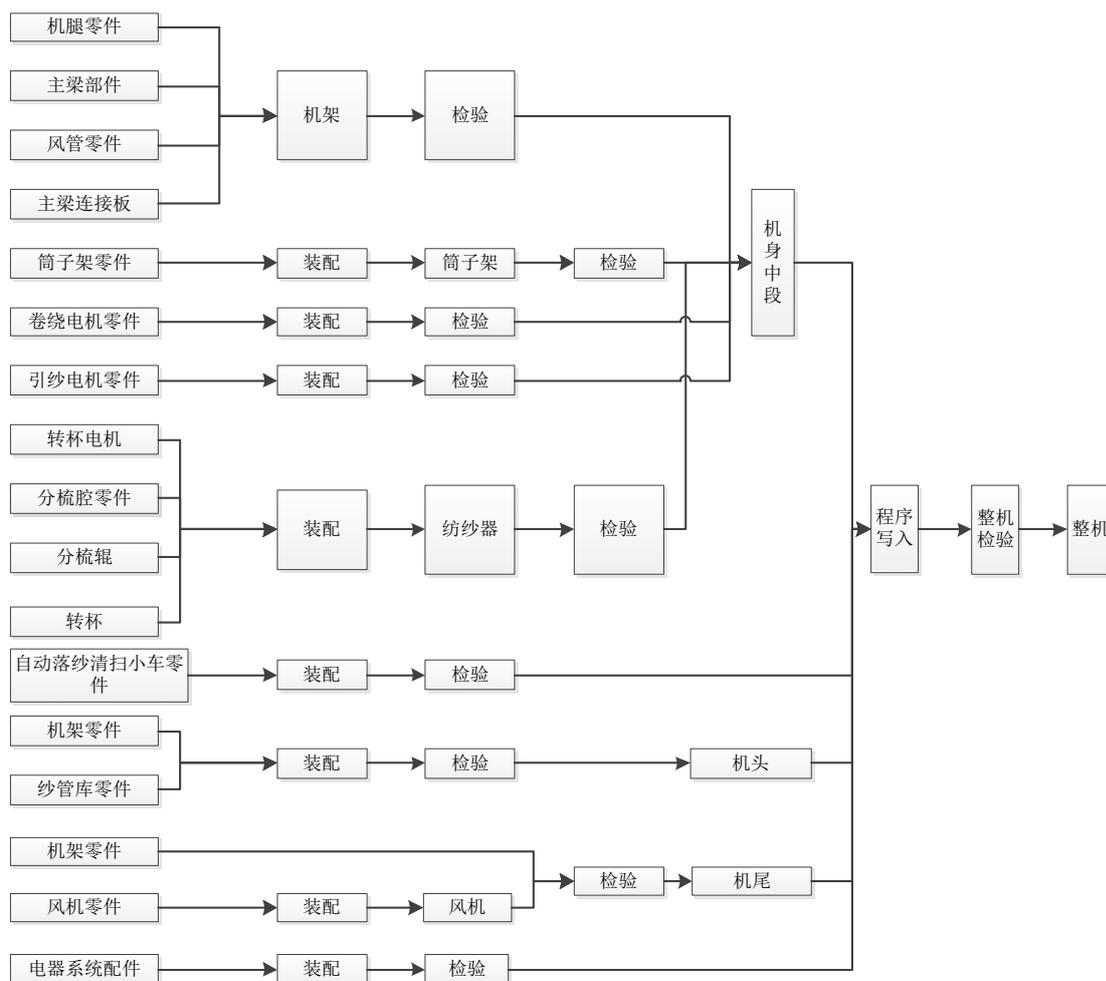 机腿零件
主梁部件
机架
检验
风管零件
主梁连接板
机
身
中
段
筒子架零件
装配
筒子架
检验
卷绕电机零件
装配
检验
引纱电机零件
装配
检验
转杯电机
分梳腔零件
装配
纺纱器
检验
程序
写入
整机
检验
整机
分梳辊
转杯
自动落纱清扫小车零
件
装配
检验
机架零件
装配
检验
机头
纱管库零件
机架零件
检验
机尾
风机零件
装配
风机
电器系统配件
装配
检验